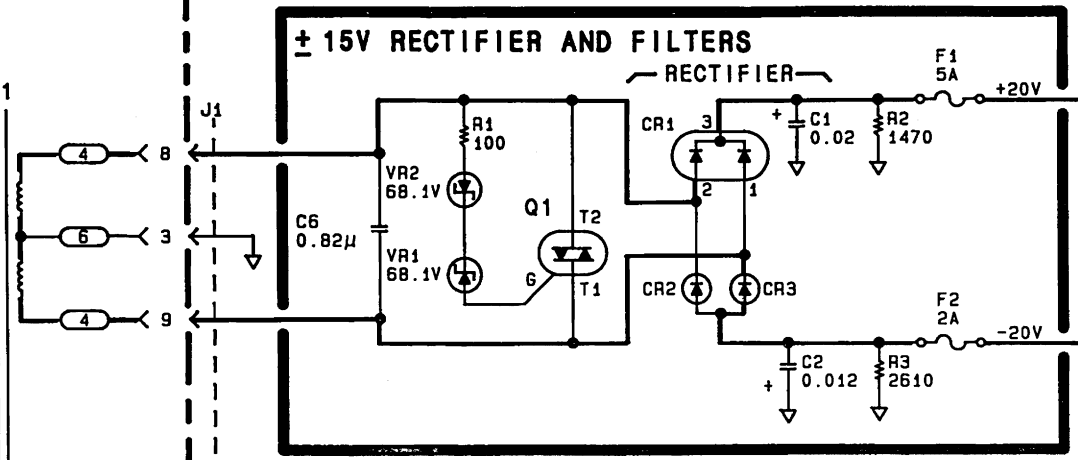 ± 15V RECTIFIER AND FILTERS
RECTIFIER
F1
5A
+20V
1
J1
4
8
6
3
4
9
R1
100
VR2
68.1V
C6
0.82µ
VR1
68.1V
Q1
T2
G
T1
CR1
3
2
1
+
C1
0.02
R2
1470
CR2
CR3
F2
2A
-20V
+
C2
0.012
R3
2610